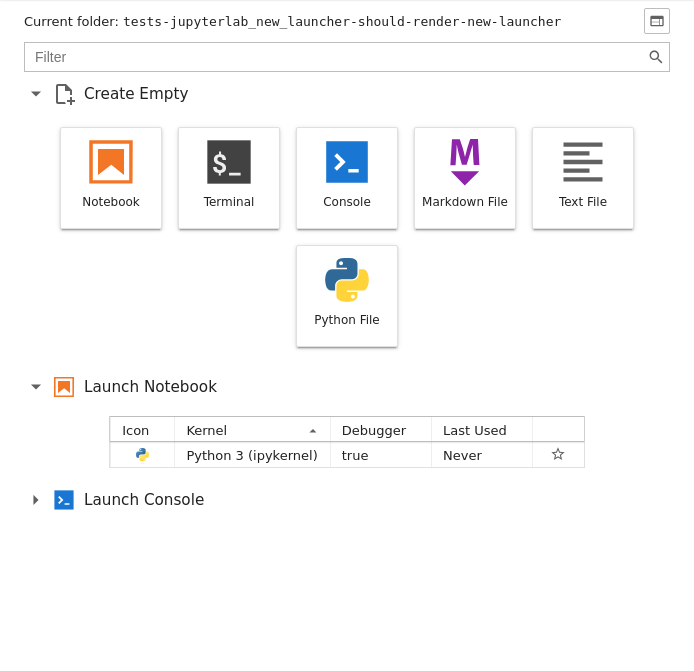 Current folder: tests-jupyterlab_new_launcher-should-render-new-launcher
Filter
Create Empty
$_
M
Notebook Terminal Console Markdown File Text File
Python File
Launch Notebook
Icon Kernel Debugger Last Used
Python 3 (ipykernel) true Never
Launch Console